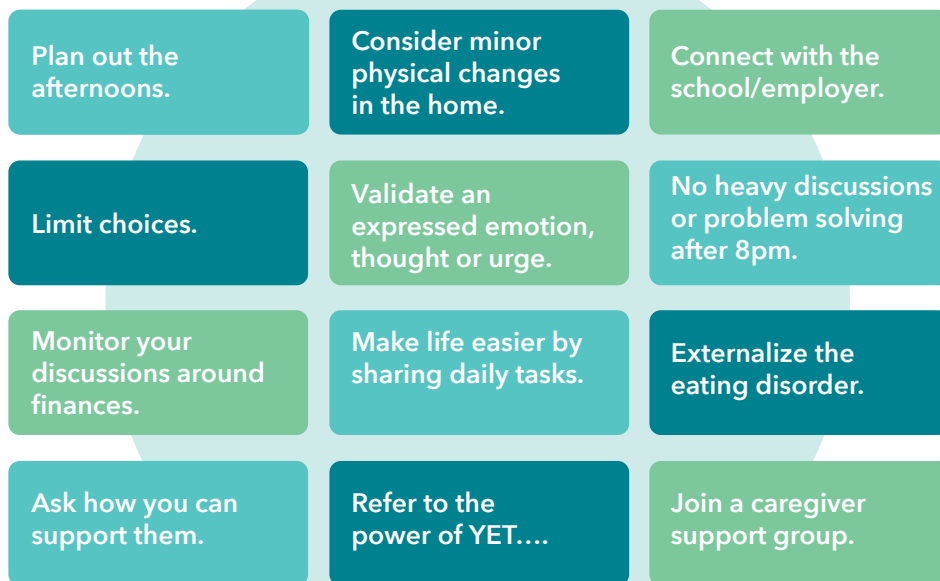 Plan out the
afternoons.
Consider minor
physical changes
in the home.
Connect with the
school/employer.
Limit choices.
Validate an
expressed emotion,
thought or urge.
No heavy discussions
or problem solving
after 8pm.
Monitor your
discussions around
finances.
Make life easier by
sharing daily tasks.
Externalize the
eating disorder.
Ask how you can
support them.
Refer to the
power of YET....
Join a caregiver
support group.